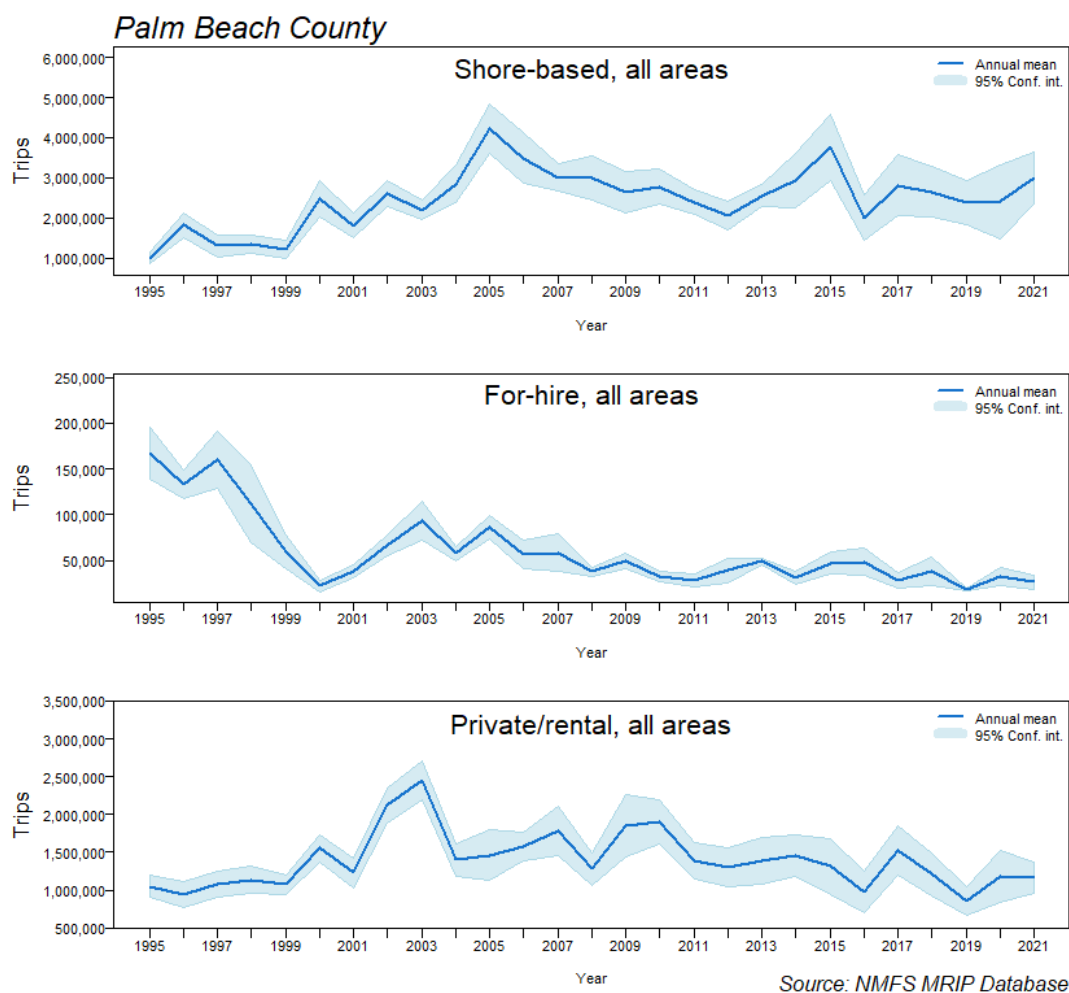 Palm Beach County
Shore-based, all areas
Annual mean
95% Conf. int.
Trips
6,000,000
5,000,000
4,000,000
3,000,000
2,000,000
1,000,000
1995 1997 1999 2001 2003 2005 2007 2009 2011 2013 2015 2017 2019 2021
Year
For-hire, all areas
Annual mean
95% Conf. int.
Trips
250,000
200,000
150,000
100,000
50,000
1995 1997 1999 2001 2003 2005 2007 2009 2011 2013 2015 2017 2019 2021
Year
Private/rental, all areas
Annual mean
95% Conf. int.
Trips
3,500,000
3,000,000
2,500,000
2,000,000
1,500,000
1,000,000
500,000
1995 1997 1999 2001 2003 2005 2007 2009 2011 2013 2015 2017 2019 2021
Year
Source: NMFS MRIP Database